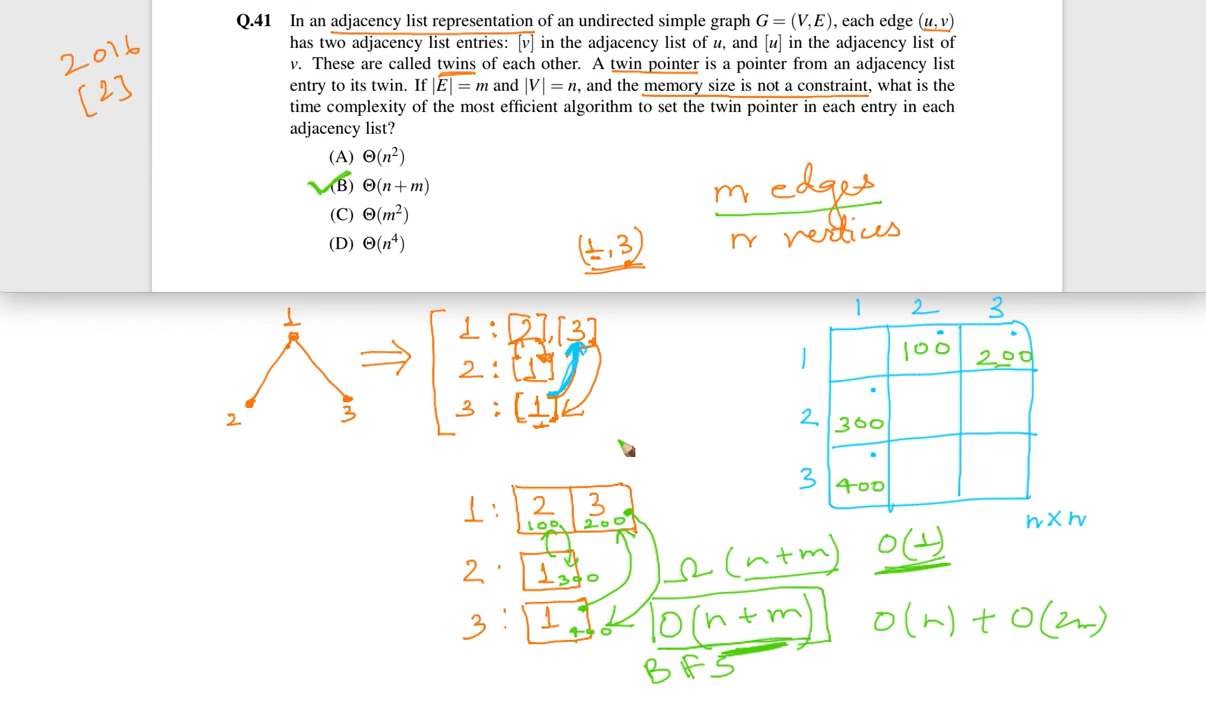 Q.41 In an adjacency list representation of an undirected simple graph G = (V,E), each edge (u,v)
has two adjacency list entries: [v] in the adjacency list of u, and [u] in the adjacency list of
v. These are called twins of each other. A twin pointer is a pointer from an adjacency list
entry to its twin. If |E| = m and |V| = n, and the memory size is not a constraint, what is the
time complexity of the most efficient algorithm to set the twin pointer in each entry in each
adjacency list?
2016
[2]
(A) Θ(n²)
(B) Θ(n+m)
(C) Θ(m²)
(D) Θ(n⁴)
m edges
n vertices
(1,3)
1
2
3
⇒
1 : [2],[3]
2 : [1]
3 : [1]
1 2 3
1 100 200
2 300
3 400
n×n
1: 2 3
100 200
2: 1 300
3: 1 400
Ω(n+m) O(1)
O(n+m) O(n) + O(2m)
BFS